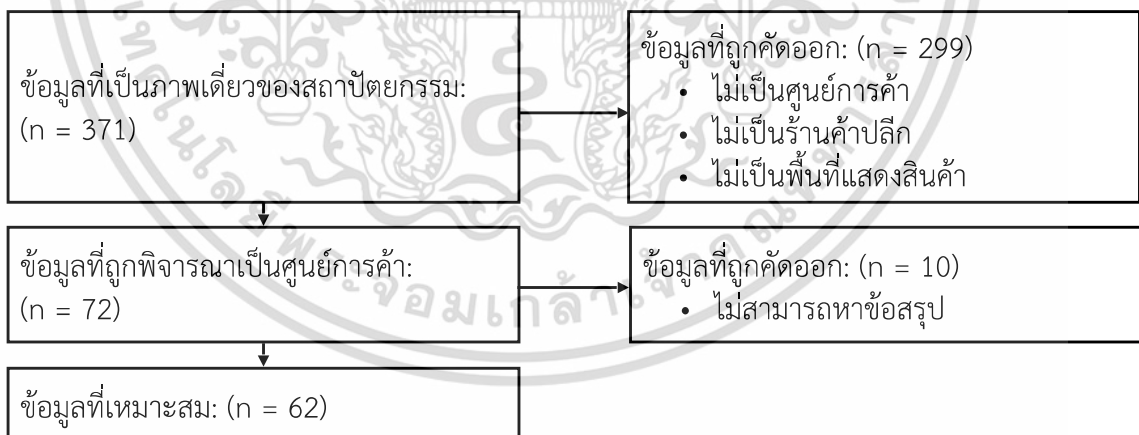 ข้อมูลที่เป็นภาพเดี่ยวของสถาปัตยกรรม:
(n = 371)
ข้อมูลที่ถูกคัดออก: (n = 299)
• ไม่เป็นศูนย์การค้า
• ไม่เป็นร้านค้าปลีก
• ไม่เป็นพื้นที่แสดงสินค้า
ข้อมูลที่ถูกพิจารณาเป็นศูนย์การค้า:
(n = 72)
ข้อมูลที่ถูกคัดออก: (n = 10)
• ไม่สามารถหาข้อสรุป
ข้อมูลที่เหมาะสม: (n = 62)